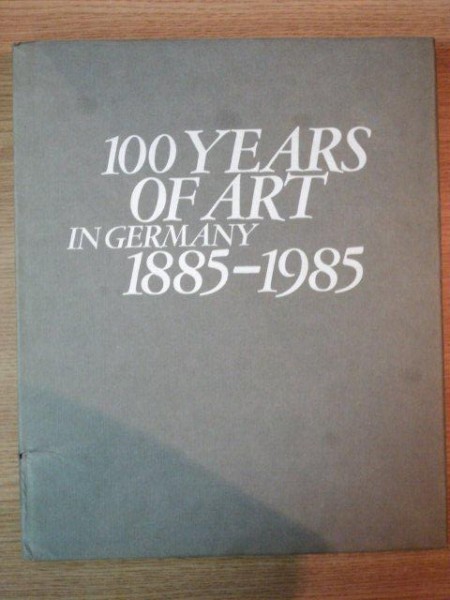 100 YEARS
OF ART
IN GERMANY
1885–1985